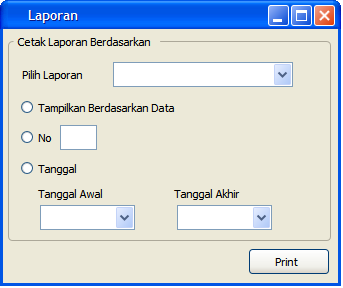 Laporan
Cetak Laporan Berdasarkan
Pilih Laporan
Tampilkan Berdasarkan Data
No
Tanggal
Tanggal Awal Tanggal Akhir
Print